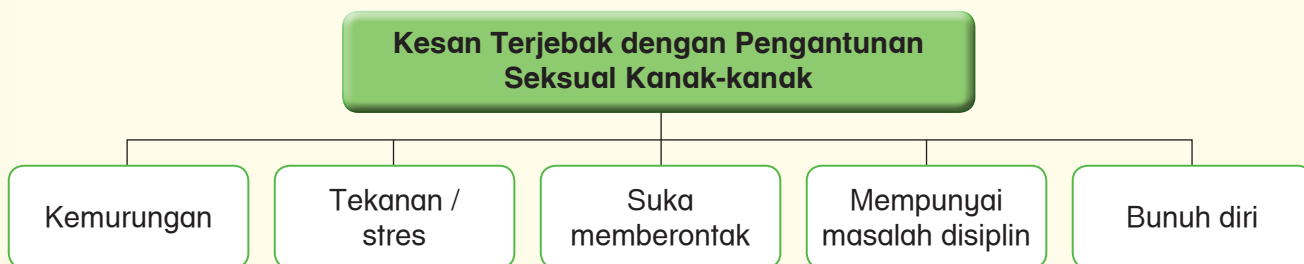 Kesan Terjebak dengan Pengantunan
Seksual Kanak-kanak
Kemurungan
Tekanan /
stres
Suka
memberontak
Mempunyai
masalah disiplin
Bunuh diri